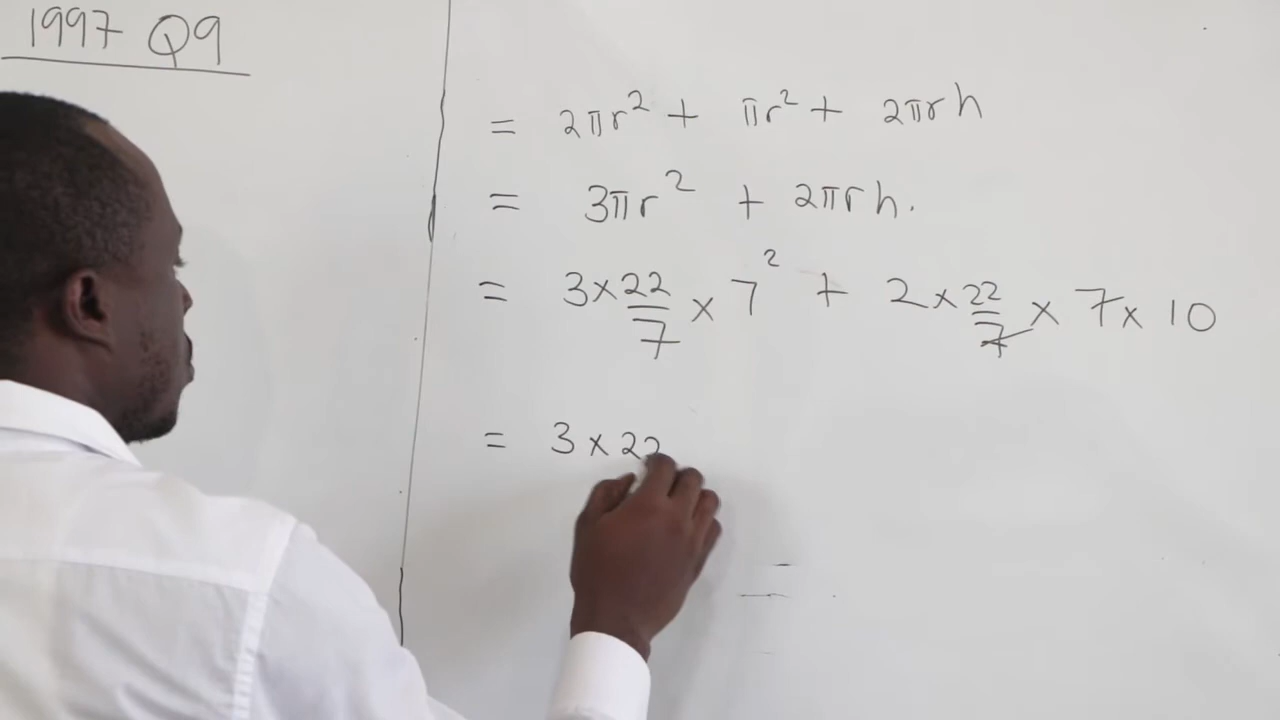 1997 Q9
= 2πr² + πr² + 2πrh
= 3πr² + 2πrh.
= 3 × 22/7 × 7² + 2 × 22/7 × 7 × 10
= 3 × 22